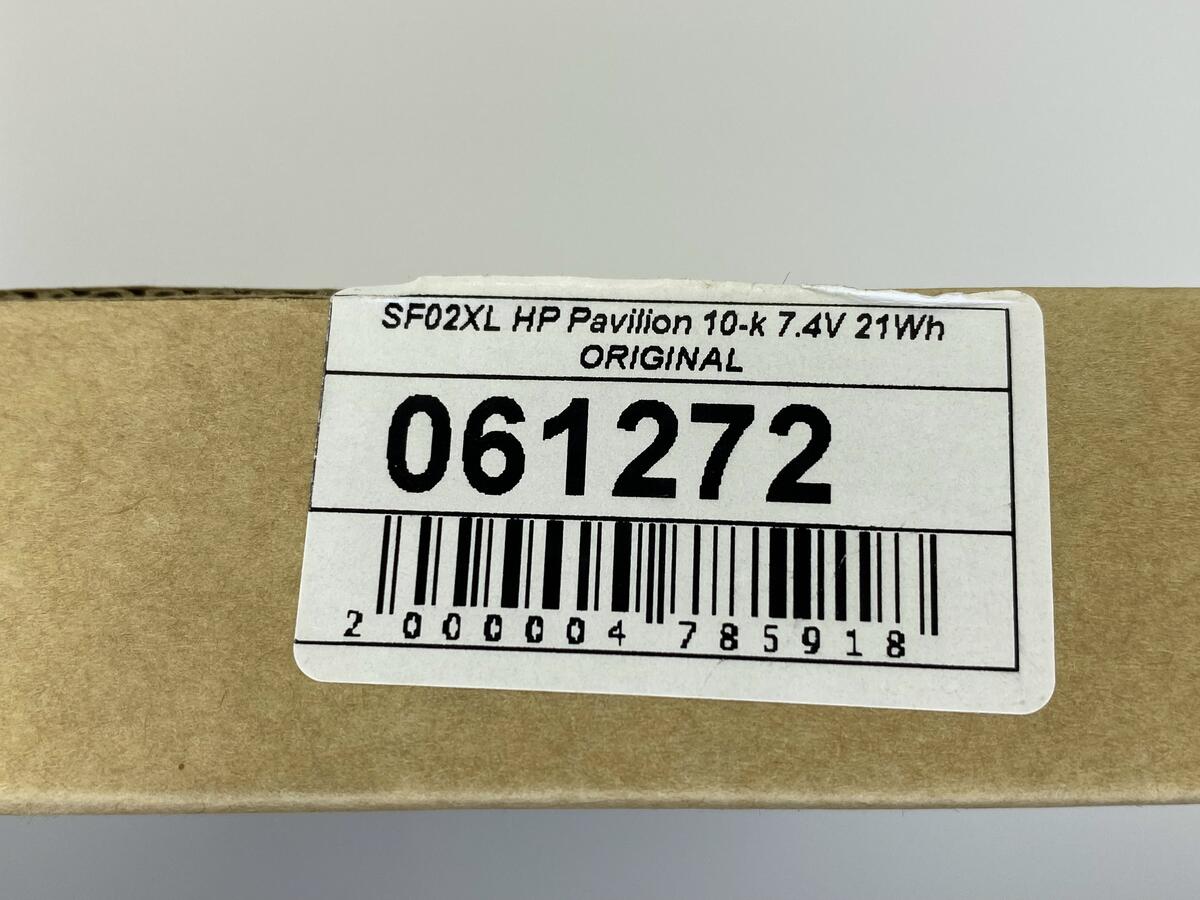 SF02XL HP Pavilion 10-k 7.4V 21Wh
ORIGINAL
061272
2 000004 785918